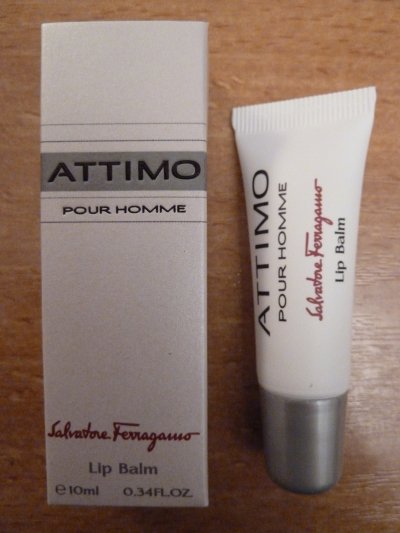 ATTIMO
POUR HOMME
Salvatore Ferragamo
Lip Balm
℮10ml 0.34FL.OZ.
ATTIMO
POUR HOMME
Salvatore Ferragamo
Lip Balm